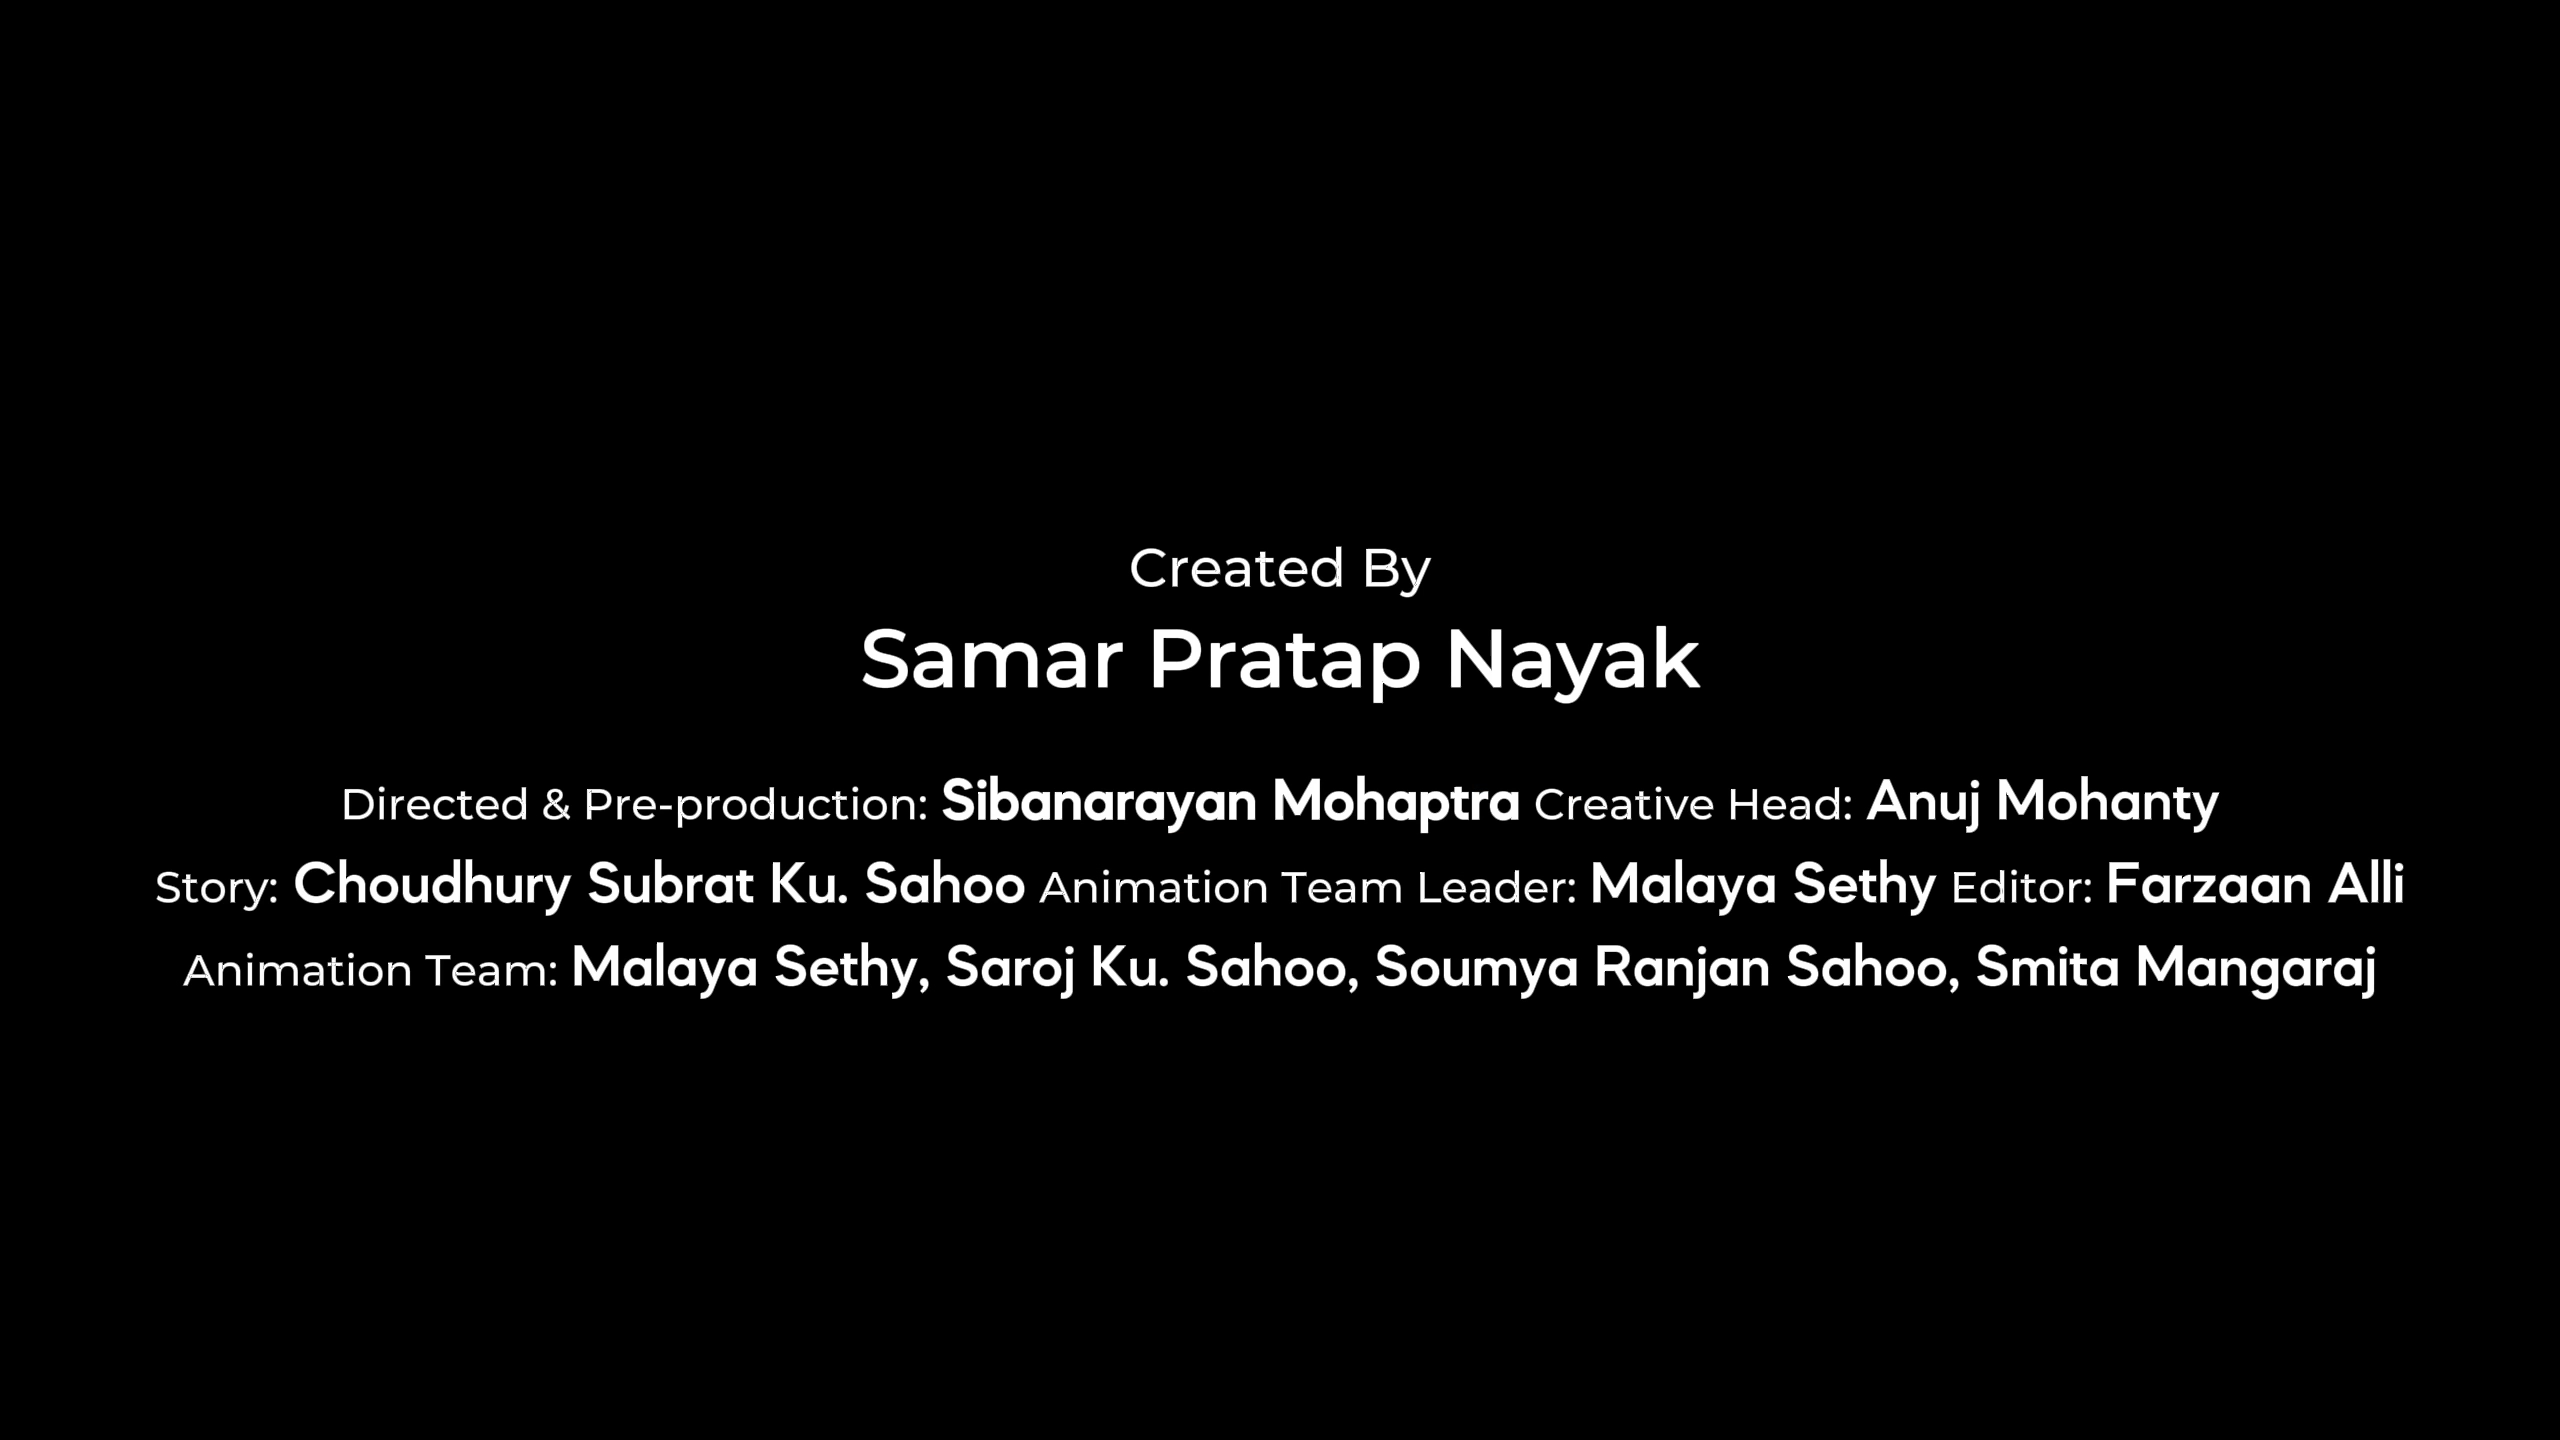 Created By
Samar Pratap Nayak
Directed & Pre-production: Sibanarayan Mohaptra Creative Head: Anuj Mohanty
Story: Choudhury Subrat Ku. Sahoo Animation Team Leader: Malaya Sethy Editor: Farzaan Alli
Animation Team: Malaya Sethy, Saroj Ku. Sahoo, Soumya Ranjan Sahoo, Smita Mangaraj